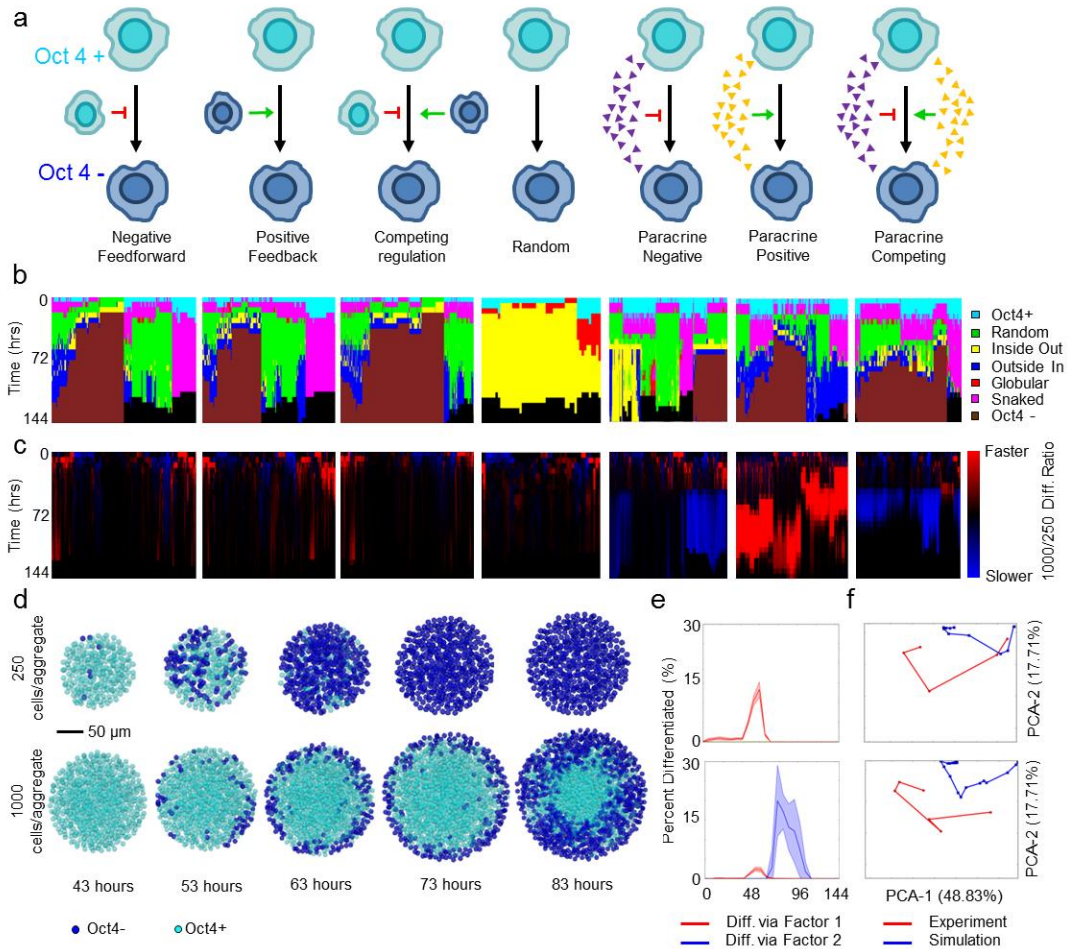 a
Oct 4 +
Oct 4 -
Negative
Feedforward
Positive
Feedback
Competing
regulation
Random
Paracrine
Negative
Paracrine
Positive
Paracrine
Competing
b
Time (hrs)
0
72
144
Oct4+
Random
Inside Out
Outside In
Globular
Snaked
Oct4 -
c
Time (hrs)
0
72
144
Faster
Slower
1000/250 Diff. Ratio
d
250
cells/aggregate
50 µm
1000
cells/aggregate
43 hours
53 hours
63 hours
73 hours
83 hours
Oct4-
Oct4+
e
Percent Differentiated (%)
30
15
0
30
15
0
0
48
96
144
Diff. via Factor 1
Diff. via Factor 2
f
PCA-2 (17.71%)
PCA-2 (17.71%)
PCA-1 (48.83%)
Experiment
Simulation